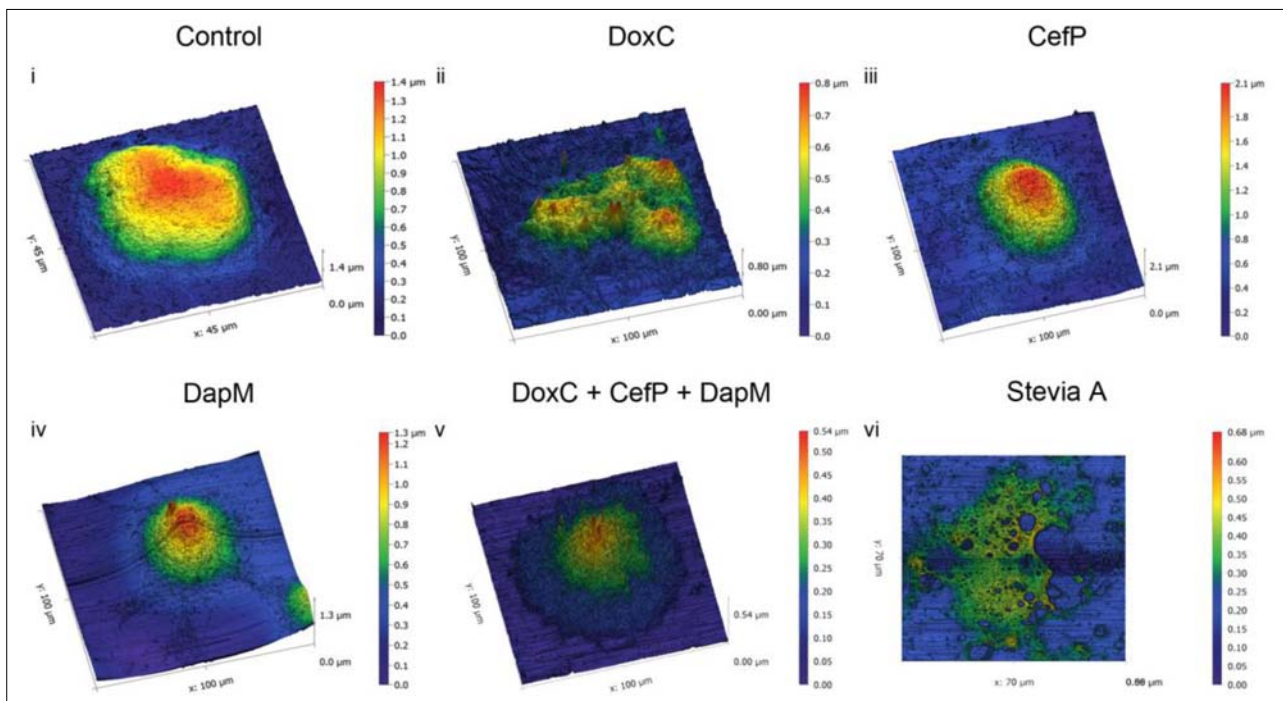 Control
DoxC
CefP
i
1.4 µm
1.3
1.2
1.1
1.0
0.9
0.8
0.7
0.6
0.5
0.4
0.3
0.2
0.1
0.0
y: 45 µm
x: 45 µm
1.4 µm
0.0 µm
ii
0.8 µm
0.7
0.6
0.5
0.4
0.3
0.2
0.1
0.0
y: 100 µm
x: 100 µm
0.80 µm
0.00 µm
iii
2.1 µm
1.8
1.6
1.4
1.2
1.0
0.8
0.6
0.4
0.2
0.0
y: 100 µm
x: 100 µm
2.1 µm
0.0 µm
DapM
DoxC + CefP + DapM
Stevia A
iv
1.3 µm
1.2
1.1
1.0
0.9
0.8
0.7
0.6
0.5
0.4
0.3
0.2
0.1
0.0
y: 100 µm
x: 100 µm
1.3 µm
0.0 µm
v
0.54 µm
0.50
0.45
0.40
0.35
0.30
0.25
0.20
0.15
0.10
0.05
0.00
y: 100 µm
x: 100 µm
0.54 µm
0.00 µm
vi
0.68 µm
0.60
0.55
0.50
0.45
0.40
0.35
0.30
0.25
0.20
0.15
0.10
0.05
0.00
y: 70 µm
x: 70 µm